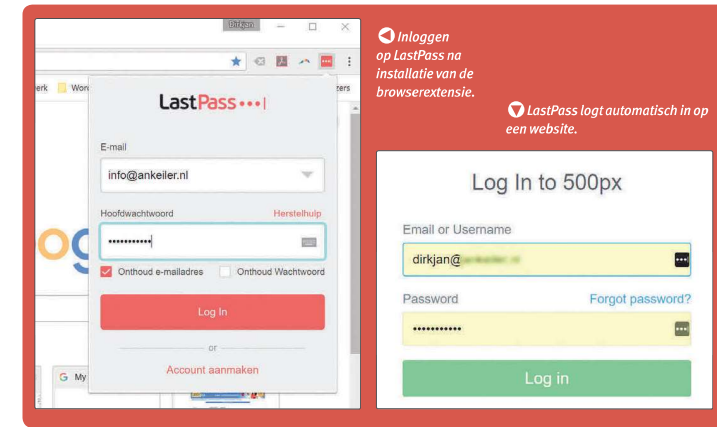 Dirkjan
Inloggen
op LastPass na
installatie van de
browserextensie.
LastPass logt automatisch in op
een website.
erk Wor
zers
LastPass
E-mail
info@ankeiler.nl
Hoofdwachtwoord Herstelhulp
Onthoud e-mailadres Onthoud Wachtwoord
Log In
or
Account aanmaken
og
G My
Log In to 500px
Email or Username
dirkjan@
Password Forgot password?
Log in